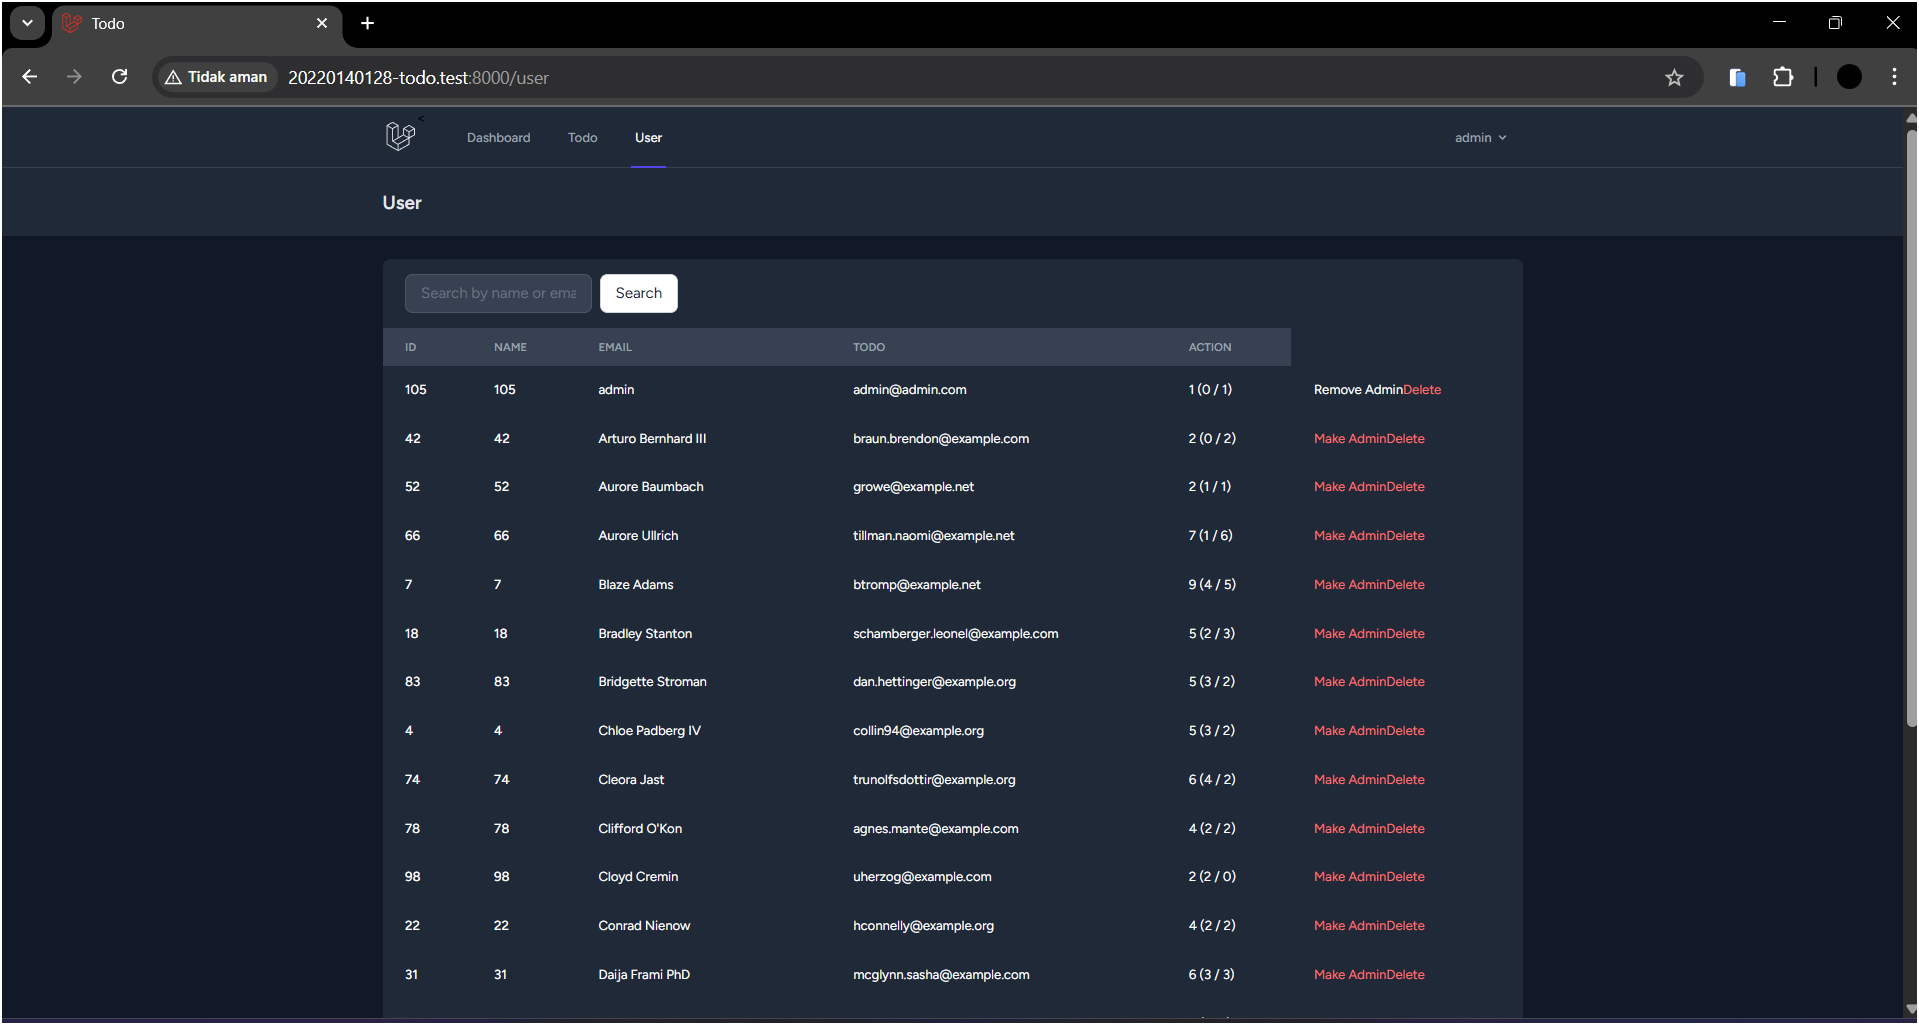 Todo
Tidak aman 20220140128-todo.test:8000/user
<
Dashboard Todo User admin
User
Search by name or ema Search
ID NAME EMAIL TODO ACTION
105 105 admin admin@admin.com 1 (0 / 1) Remove AdminDelete
42 42 Arturo Bernhard III braun.brendon@example.com 2 (0 / 2) Make AdminDelete
52 52 Aurore Baumbach growe@example.net 2 (1 / 1) Make AdminDelete
66 66 Aurore Ullrich tillman.naomi@example.net 7 (1 / 6) Make AdminDelete
7 7 Blaze Adams btromp@example.net 9 (4 / 5) Make AdminDelete
18 18 Bradley Stanton schamberger.leonel@example.com 5 (2 / 3) Make AdminDelete
83 83 Bridgette Stroman dan.hettinger@example.org 5 (3 / 2) Make AdminDelete
4 4 Chloe Padberg IV collin94@example.org 5 (3 / 2) Make AdminDelete
74 74 Cleora Jast trunolfsdottir@example.org 6 (4 / 2) Make AdminDelete
78 78 Clifford O'Kon agnes.mante@example.com 4 (2 / 2) Make AdminDelete
98 98 Cloyd Cremin uherzog@example.com 2 (2 / 0) Make AdminDelete
22 22 Conrad Nienow hconnelly@example.org 4 (2 / 2) Make AdminDelete
31 31 Daija Frami PhD mcglynn.sasha@example.com 6 (3 / 3) Make AdminDelete